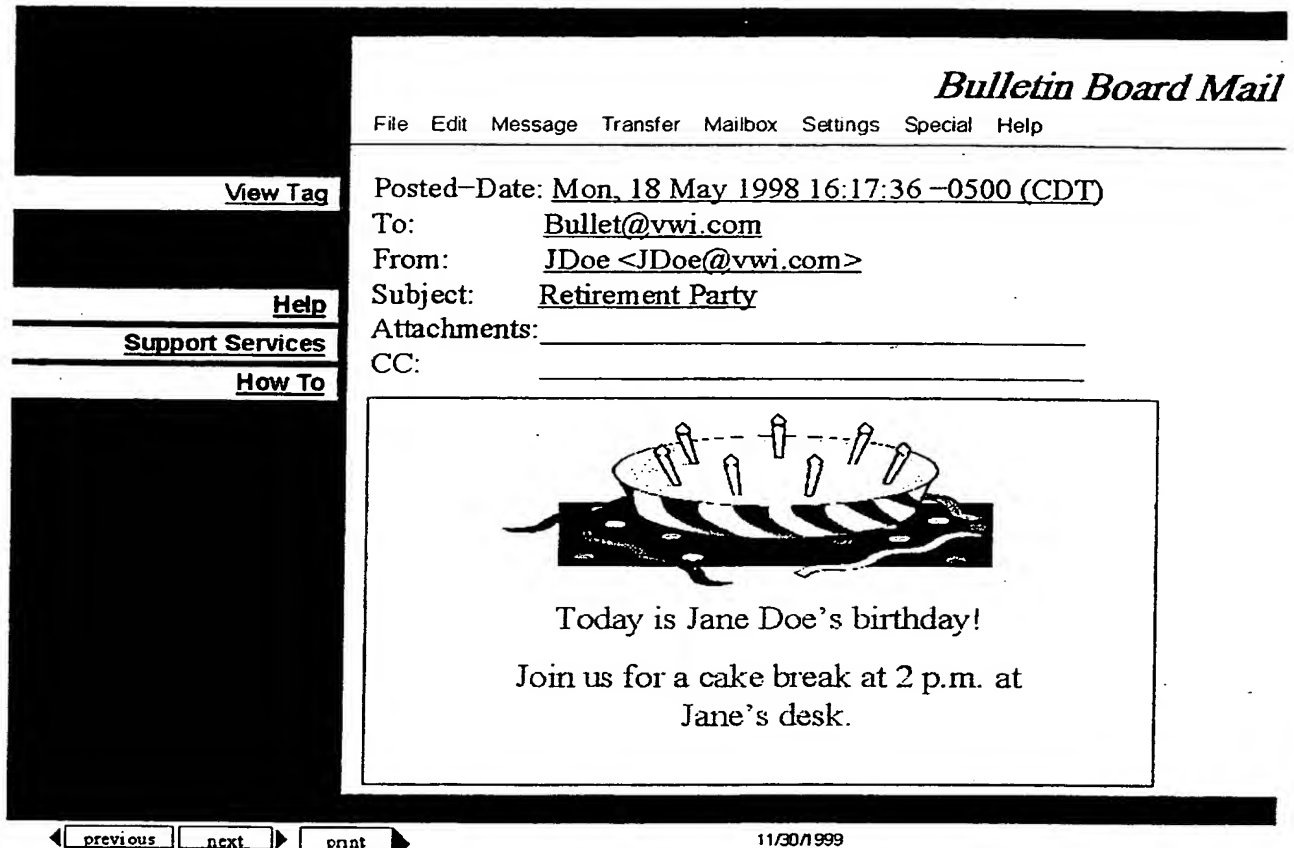 Bulletin Board Mail
File Edit Message Transfer Mailbox Settings Special Help
View Tag
Help
Support Services
How To
Posted-Date: Mon, 18 May 1998 16:17:36 -0500 (CDT)
To: Bullet@vwi.com
From: JDoe <JDoe@vwi.com>
Subject: Retirement Party
Attachments:
CC:
Today is Jane Doe's birthday!
Join us for a cake break at 2 p.m. at
Jane's desk.
previous next print 11/30/1999